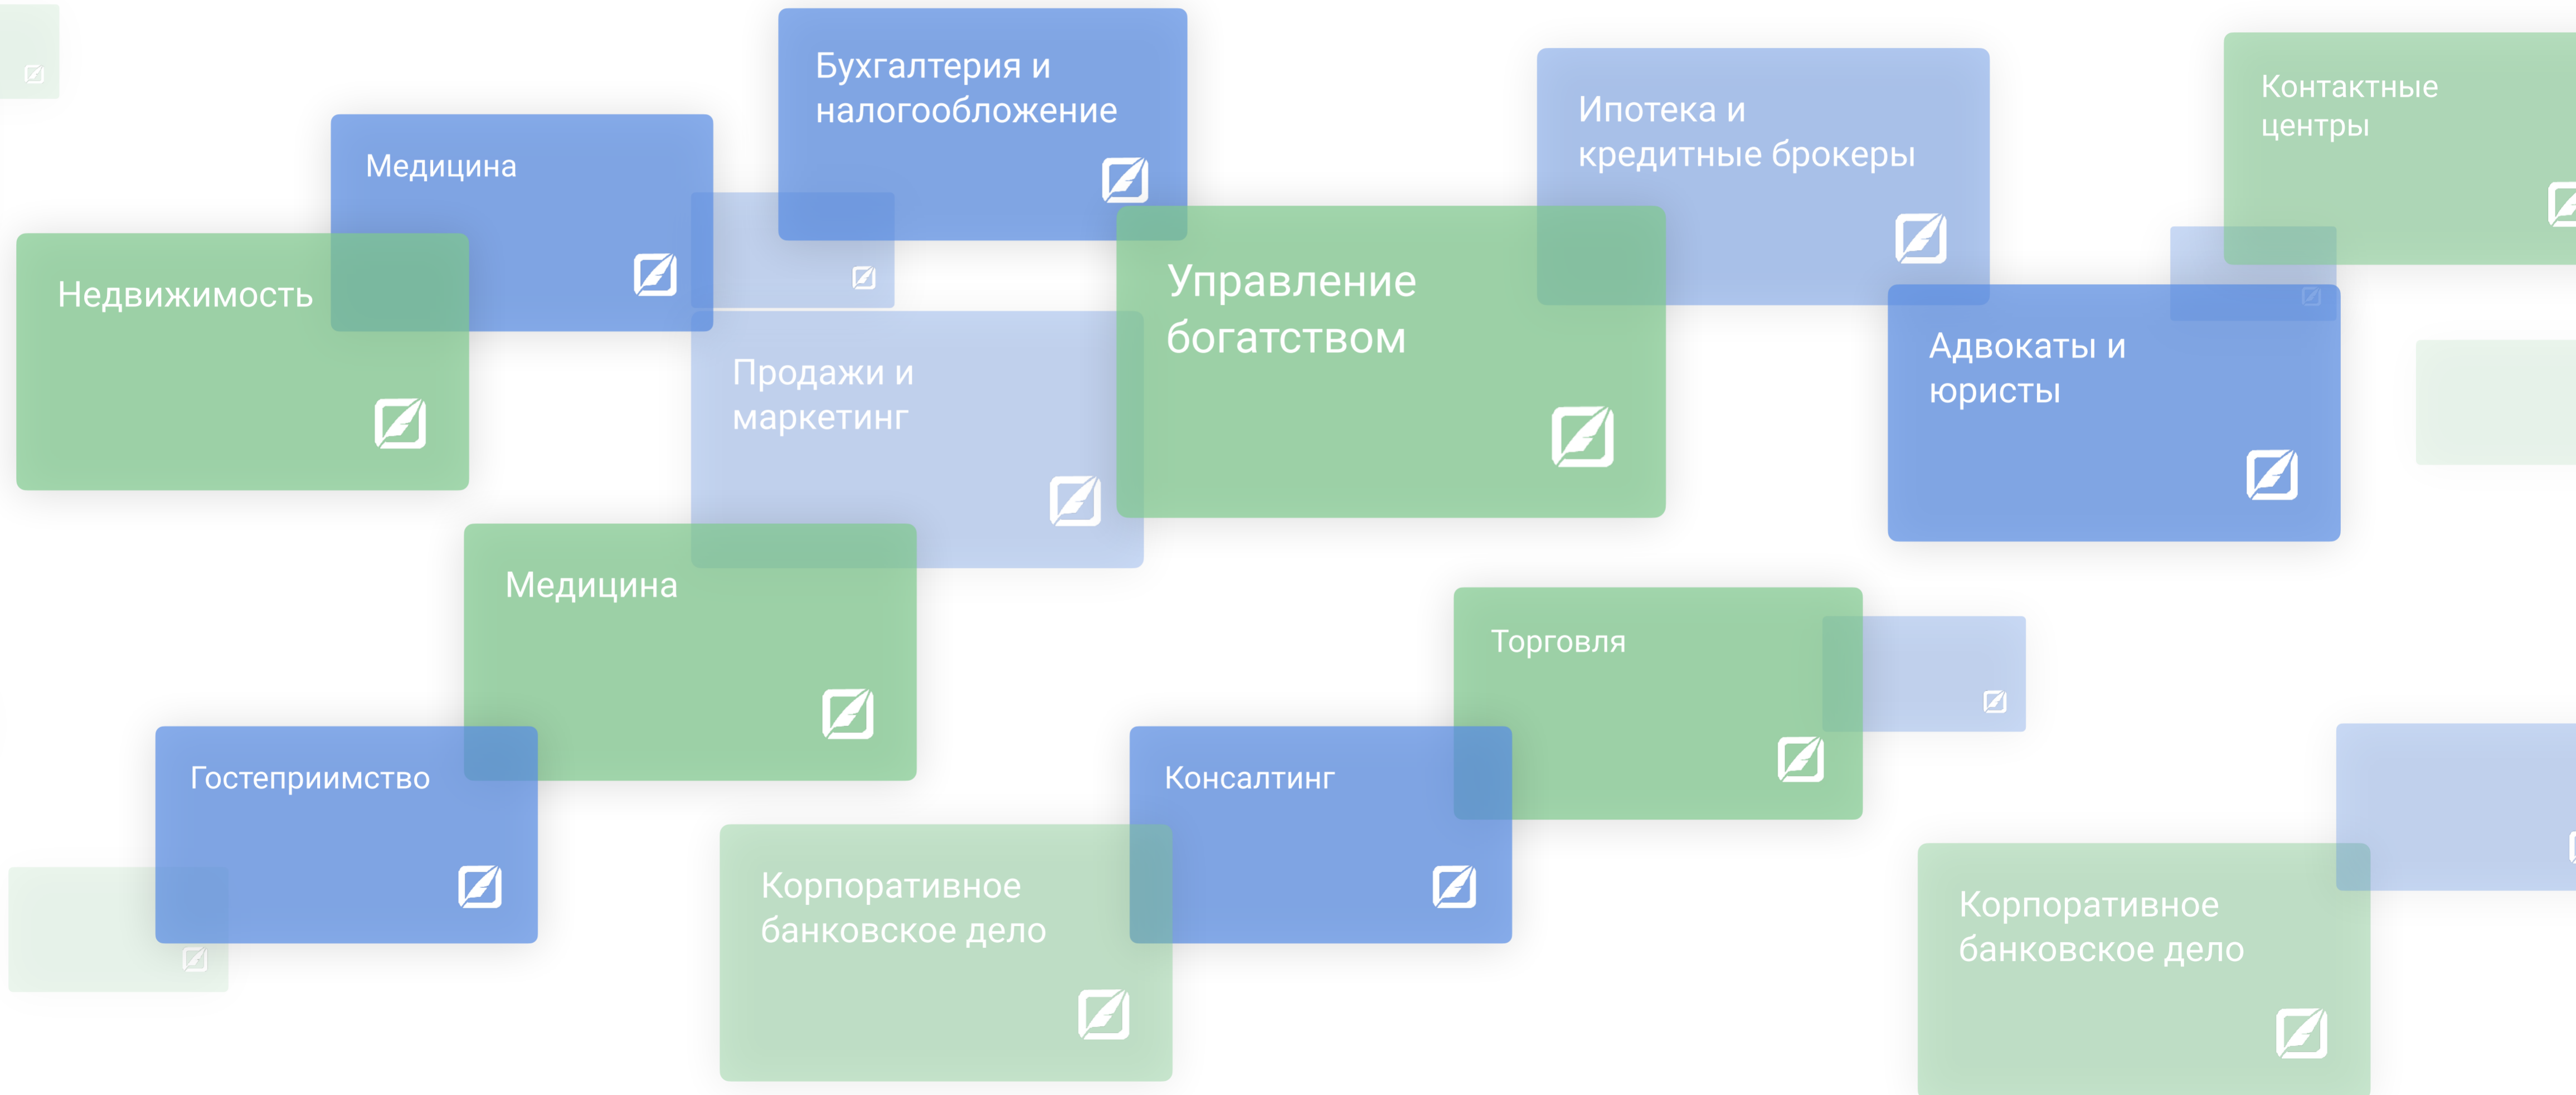 Бухгалтерия и
налогообложение
Ипотека и
кредитные брокеры
Контактные
центры
Медицина
Недвижимость
Управление
богатством
Адвокаты и
юристы
Продажи и
маркетинг
Медицина
Торговля
Гостеприимство
Консалтинг
Корпоративное
банковское дело
Корпоративное
банковское дело